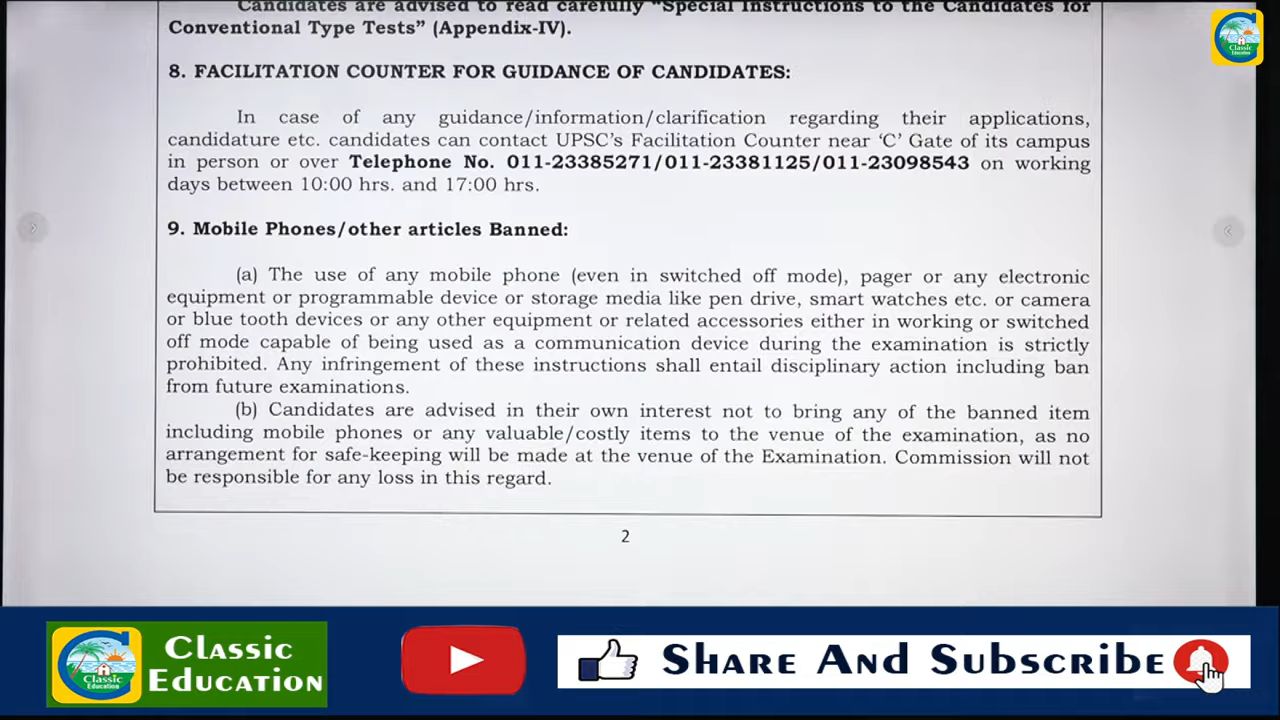 Candidates are advised to read carefully "Special Instructions to the Candidates for
Conventional Type Tests" (Appendix-IV).
Classic
Education
8. FACILITATION COUNTER FOR GUIDANCE OF CANDIDATES:
In case of any guidance/information/clarification regarding their applications,
candidature etc. candidates can contact UPSC's Facilitation Counter near 'C' Gate of its campus
in person or over Telephone No. 011-23385271/011-23381125/011-23098543 on working
days between 10:00 hrs. and 17:00 hrs.
9. Mobile Phones/other articles Banned:
(a) The use of any mobile phone (even in switched off mode), pager or any electronic
equipment or programmable device or storage media like pen drive, smart watches etc. or camera
or blue tooth devices or any other equipment or related accessories either in working or switched
off mode capable of being used as a communication device during the examination is strictly
prohibited. Any infringement of these instructions shall entail disciplinary action including ban
from future examinations.
(b) Candidates are advised in their own interest not to bring any of the banned item
including mobile phones or any valuable/costly items to the venue of the examination, as no
arrangement for safe-keeping will be made at the venue of the Examination. Commission will not
be responsible for any loss in this regard.
2
Classic
Education
Classic
Education
Share And Subscribe